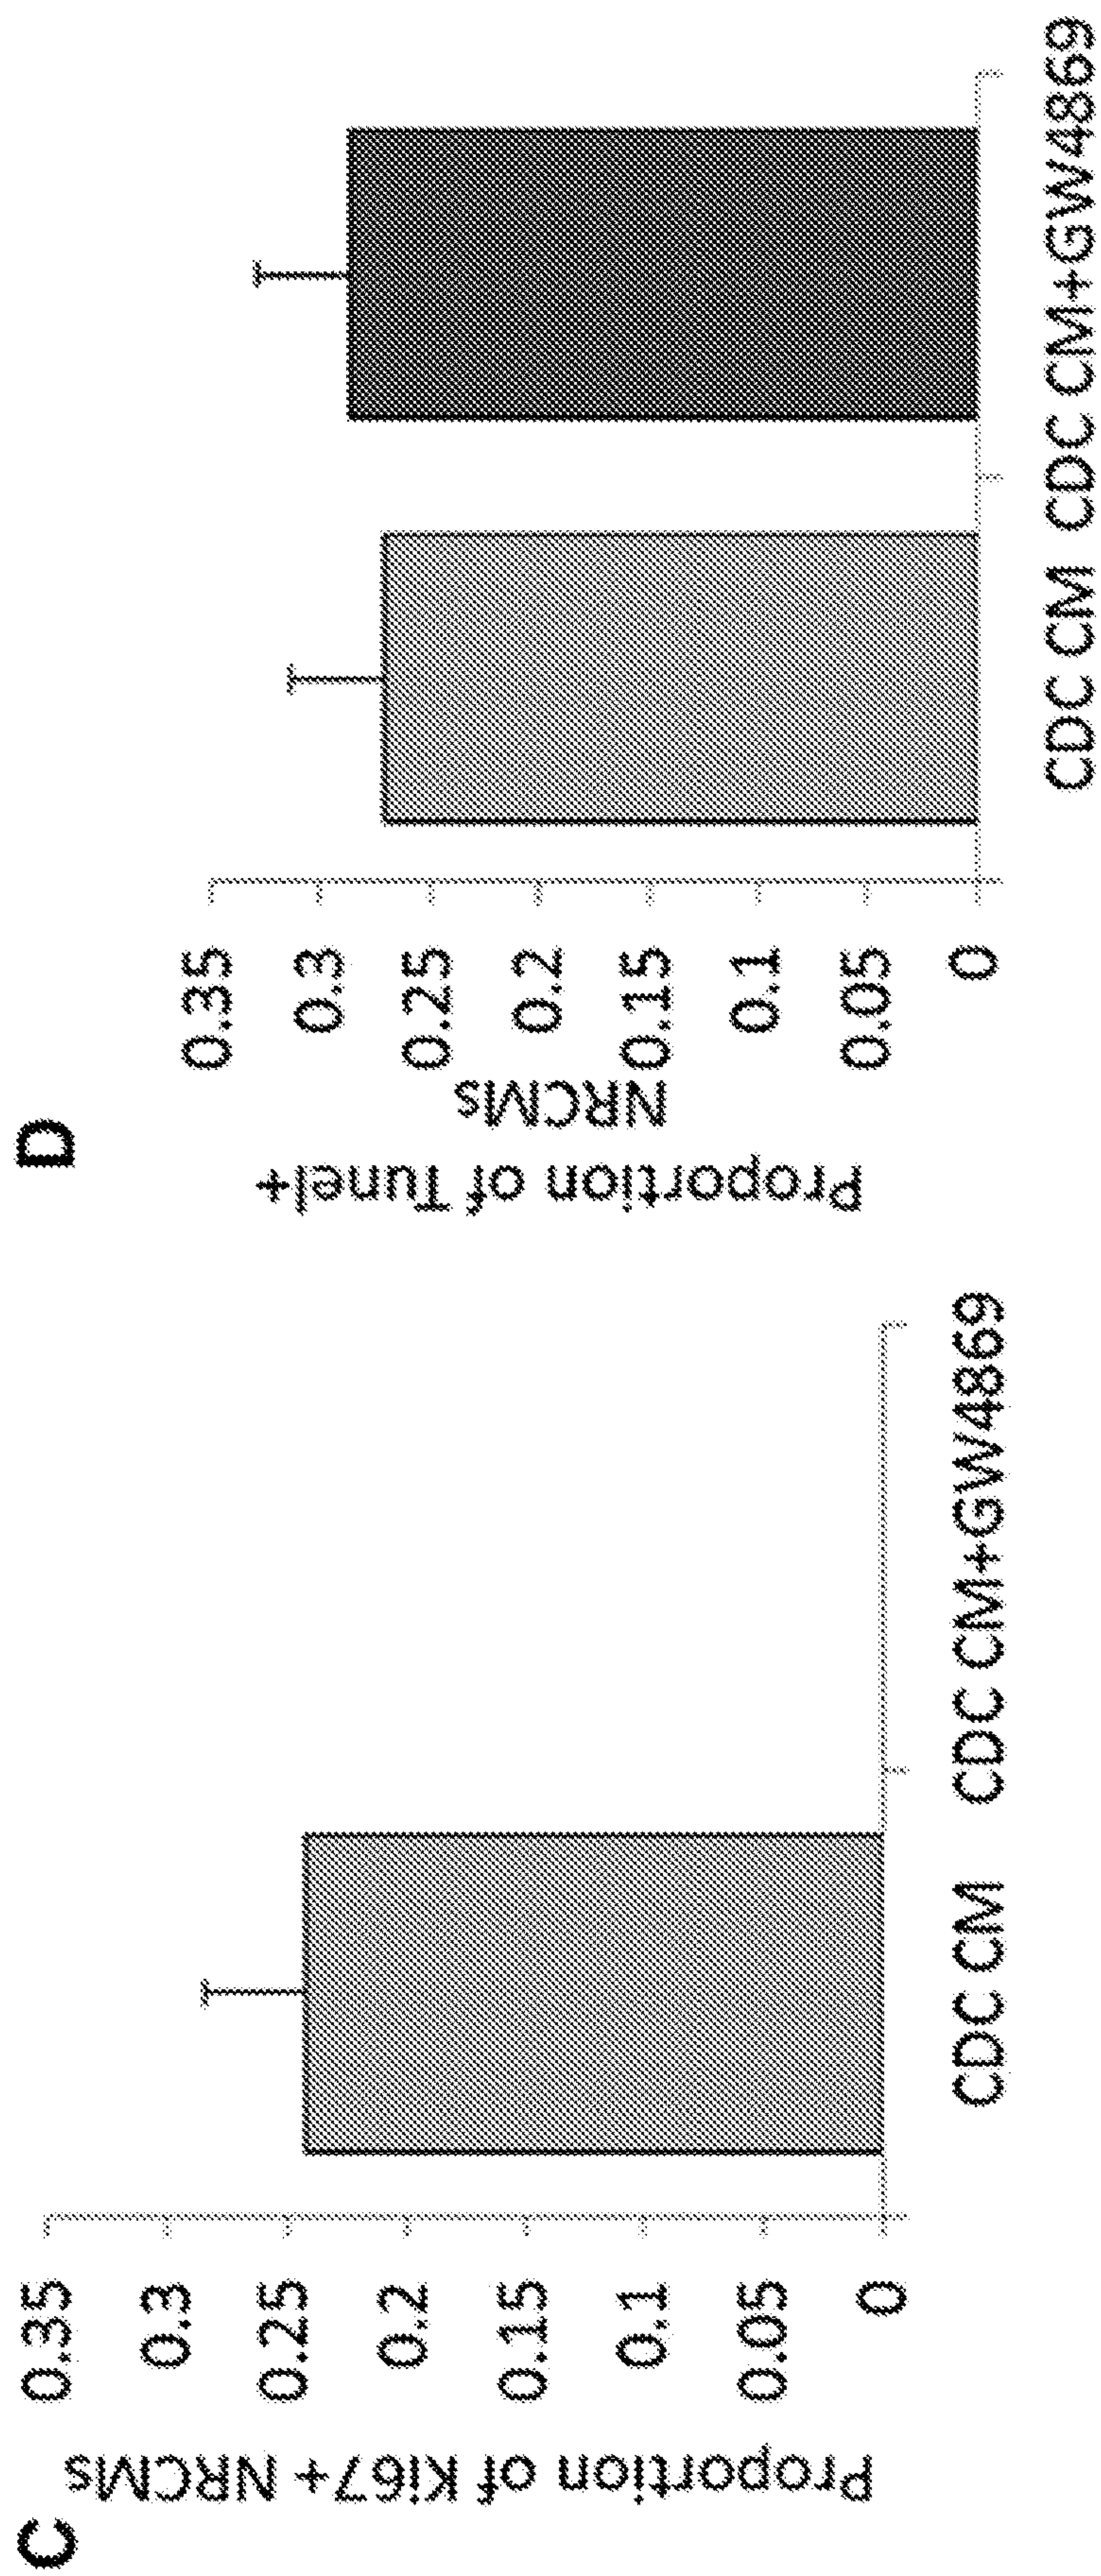 C
Proportion of Ki67+ NRCMs
0.35
0.3
0.25
0.2
0.15
0.1
0.05
0
CDC CM CDC CM+GW4869
D
Proportion of Tunel+
NRCMs
0.35
0.3
0.25
0.2
0.15
0.1
0.05
0
CDC CM CDC CM+GW4869